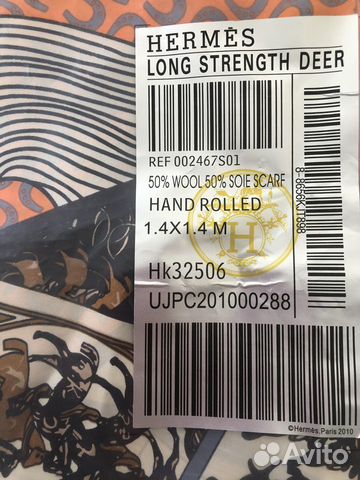 HERMÈS
LONG STRENGTH DEER
REF 002467S01
50% WOOL 50% SOIE SCARF
HAND ROLLED
1.4X1.4 M
H
Hk32506
UJPC201000288
©Hermès, Paris 2010
Avito